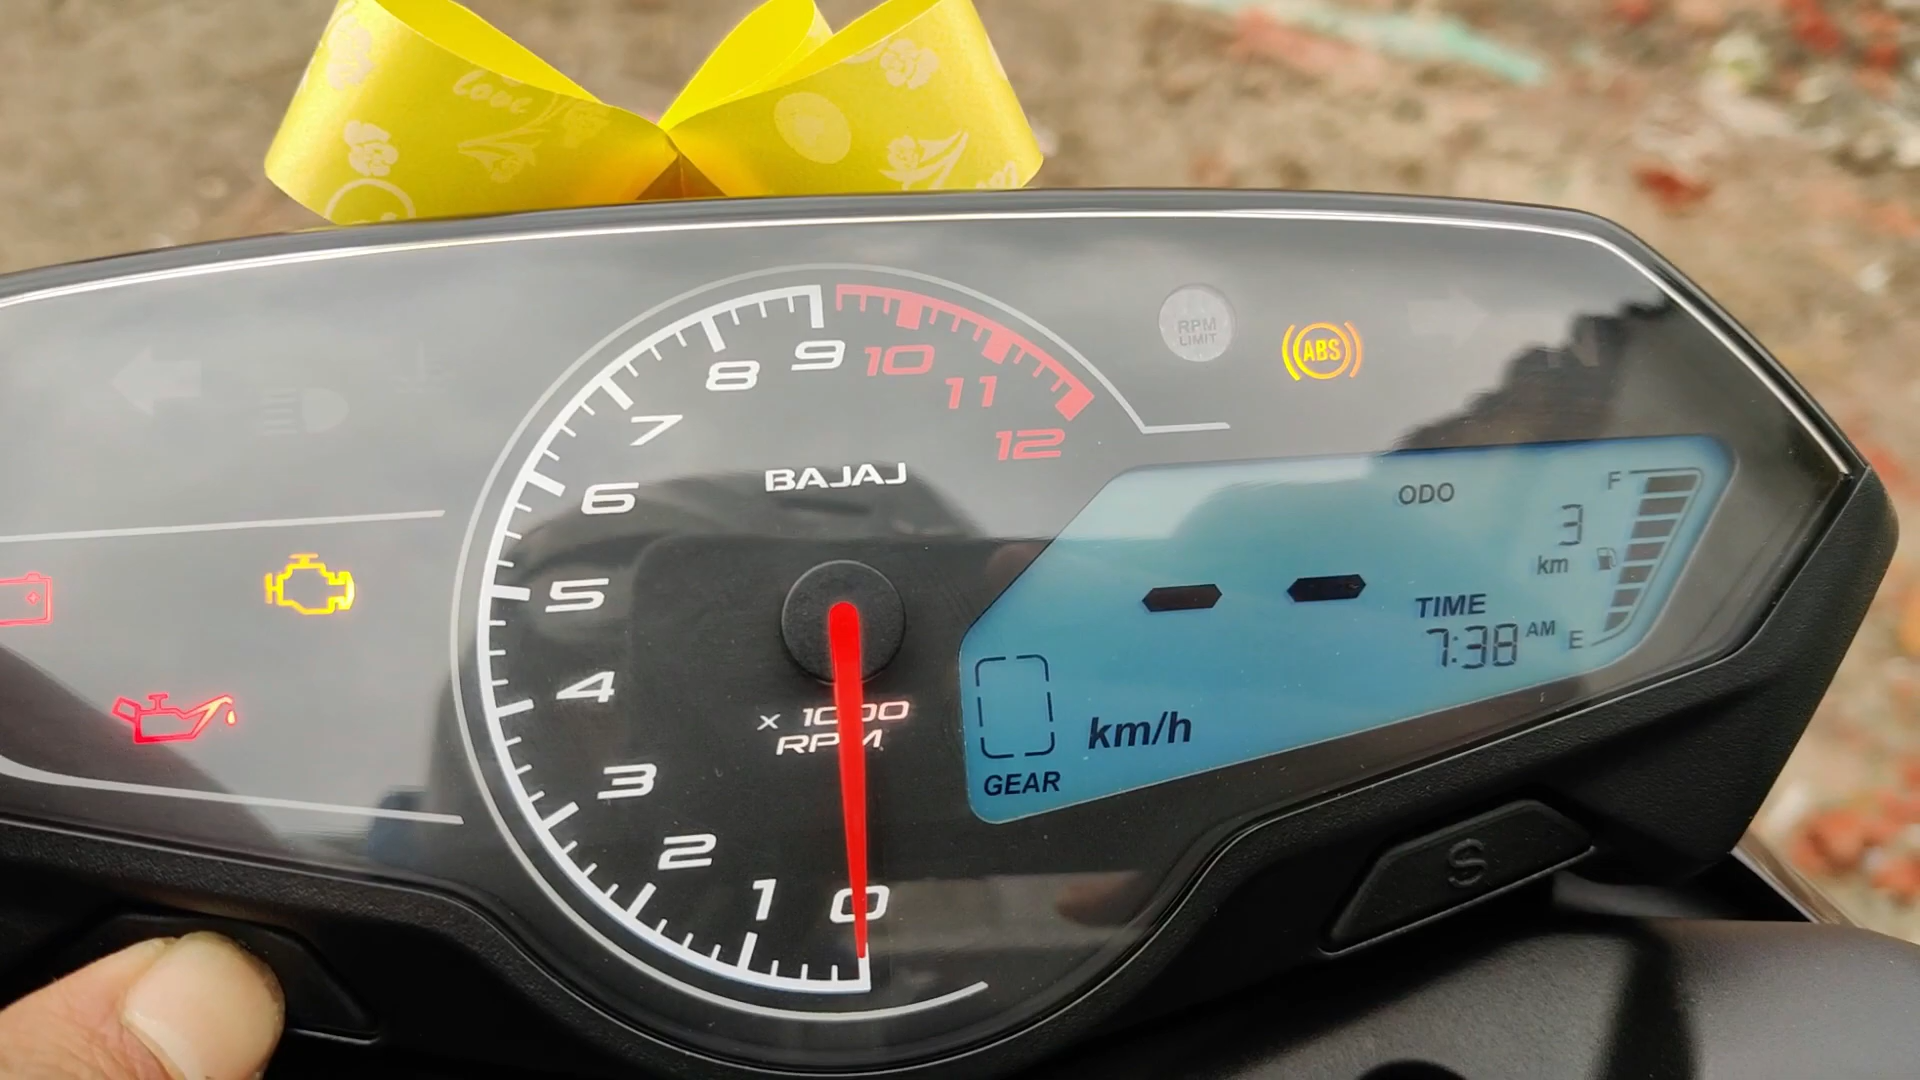 love
RPM
LIMIT
ABS
9
10
8
11
7
12
BAJAJ
6
ODO
F
3
km
5
TIME
7:38 AM
E
4
x 1000
RPM
km/h
GEAR
3
2
1
0
S